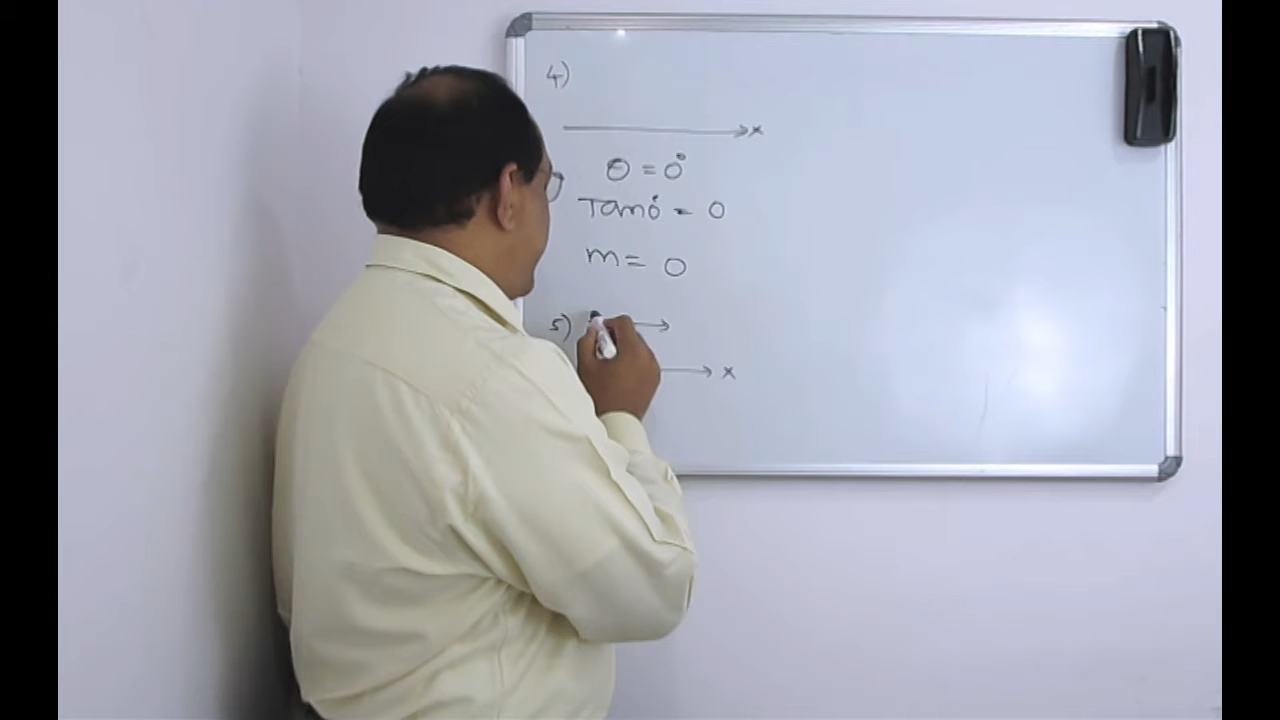 4)
x
θ = 0°
Tan0° = 0
m = 0
5)
x